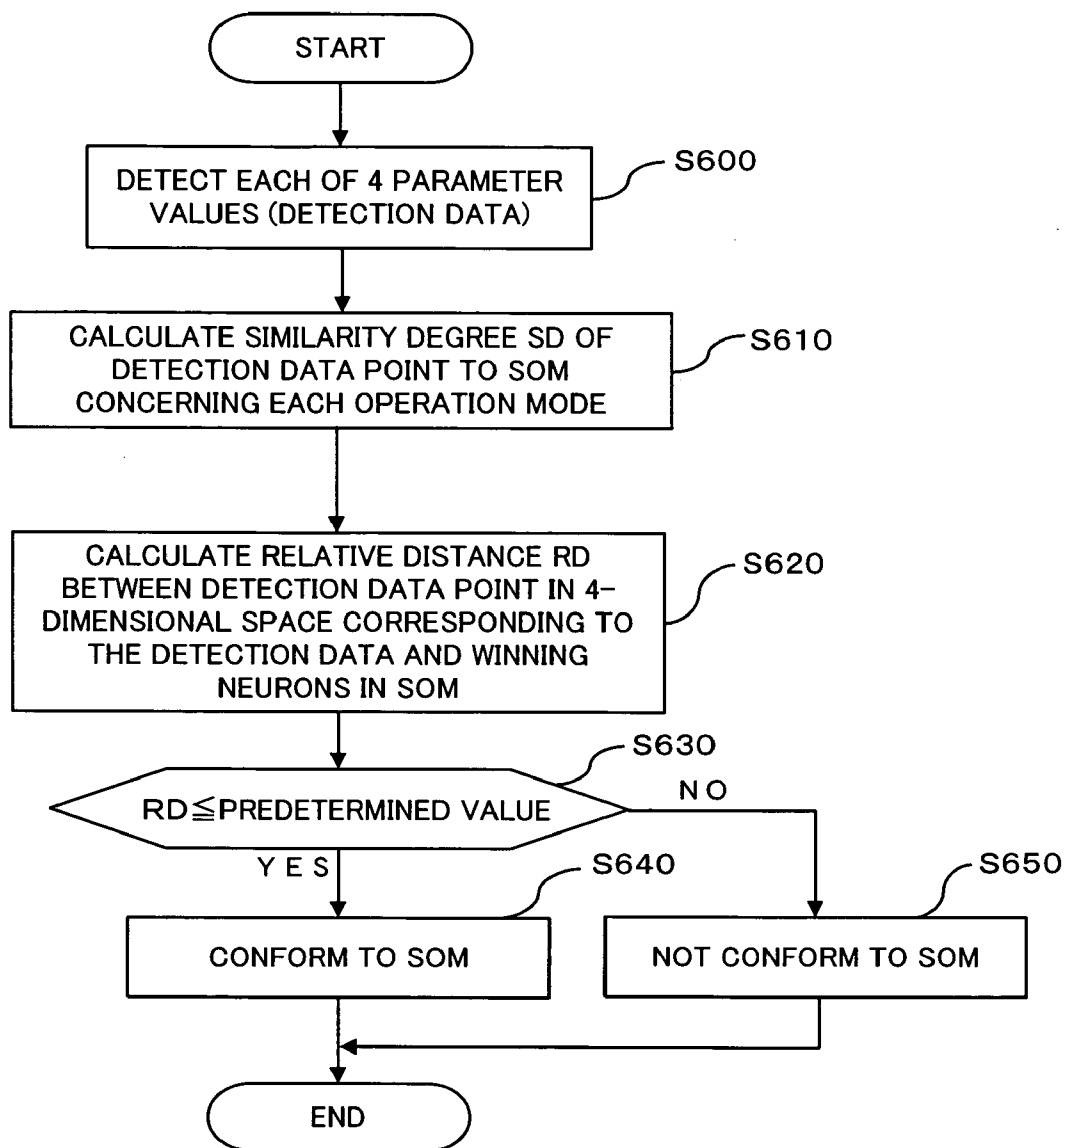 START
DETECT EACH OF 4 PARAMETER
VALUES (DETECTION DATA)
S600
CALCULATE SIMILARITY DEGREE SD OF
DETECTION DATA POINT TO SOM
CONCERNING EACH OPERATION MODE
S610
CALCULATE RELATIVE DISTANCE RD
BETWEEN DETECTION DATA POINT IN 4-
DIMENSIONAL SPACE CORRESPONDING TO
THE DETECTION DATA AND WINNING
NEURONS IN SOM
S620
S630
RD≦PREDETERMINED VALUE
NO
YES
S640
S650
CONFORM TO SOM
NOT CONFORM TO SOM
END